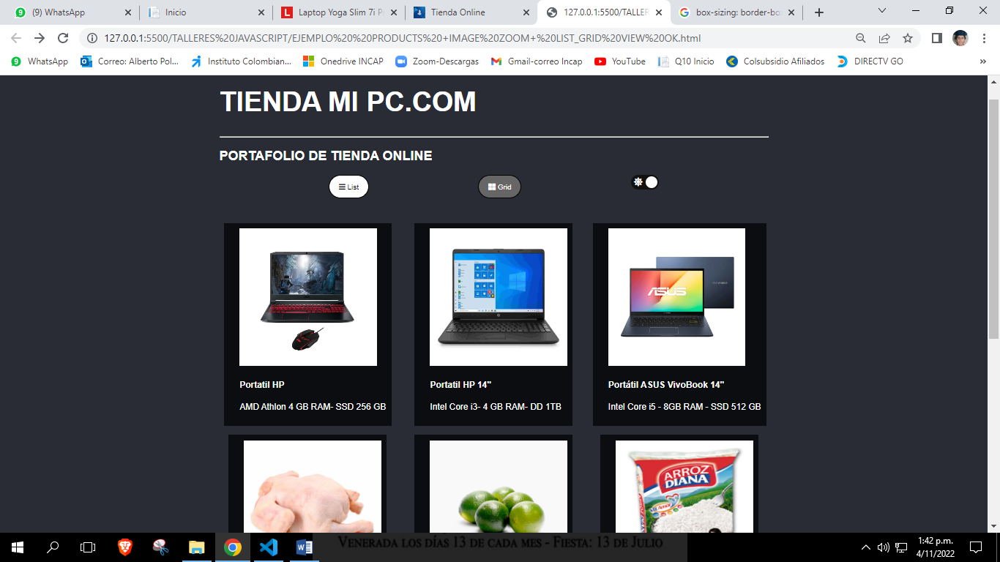 (9) WhatsApp
Inicio
Laptop Yoga Slim 7i P
Tienda Online
127.0.0.1:5500/TALLER
box-sizing: border-bo
127.0.0.1:5500/TALLERES%20JAVASCRIPT/EJEMPLO%20%20PRODUCTS%20+IMAGE%20ZOOM+%20LIST_GRID%20VIEW%20OK.html
WhatsApp
Correo: Alberto Pol...
Instituto Colombian...
Onedrive INCAP
Zoom-Descargas
Gmail-correo Incap
YouTube
Q10 Inicio
Colsubsidio Afiliados
DIRECTV GO
»
TIENDA MI PC.COM
PORTAFOLIO DE TIENDA ONLINE
List
Grid
ASUS
Portatil HP
AMD Athlon 4 GB RAM- SSD 256 GB
Portatil HP 14"
Intel Core i3- 4 GB RAM- DD 1TB
Portátil ASUS VivoBook 14"
Intel Core i5 - 8GB RAM - SSD 512 GB
ARROZ
DIANA
Venerada los días 13 de cada mes - Fiesta: 13 de Julio
1:42 p.m.
4/11/2022